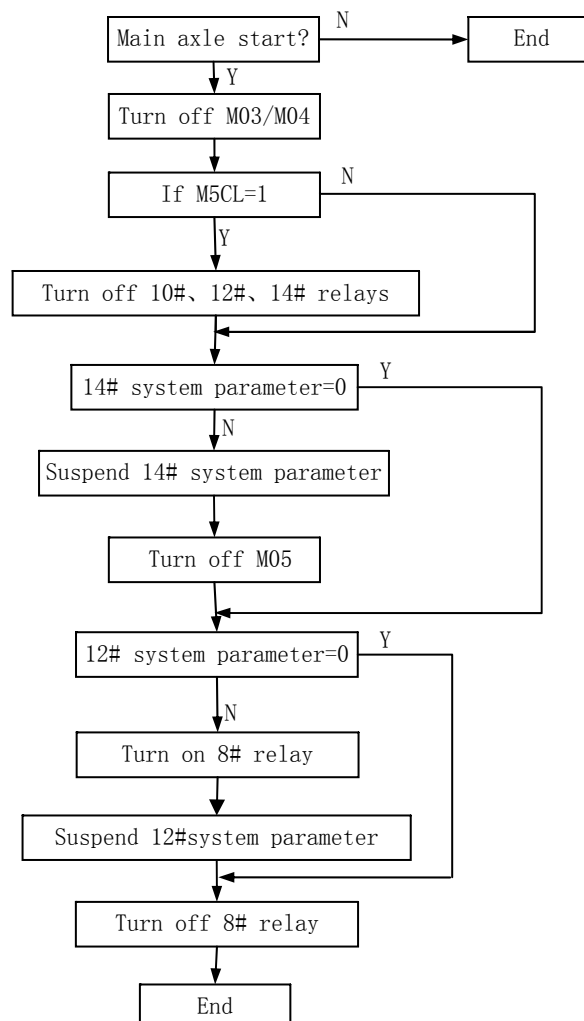 Main axle start?
N
End
Y
Turn off M03/M04
If M5CL=1
N
Y
Turn off 10#、12#、14# relays
14# system parameter=0
Y
N
Suspend 14# system parameter
Turn off M05
12# system parameter=0
Y
N
Turn on 8# relay
Suspend 12#system parameter
Turn off 8# relay
End